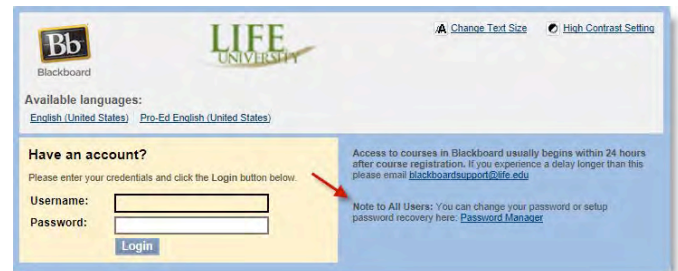 Bb
Blackboard
LIFE
UNIVERSITY
A Change Text Size
High Contrast Setting
Available languages:
English (United States) Pro-Ed English (United States)
Have an account?
Please enter your credentials and click the Login button below.
Username:
Password:
Login
Access to courses in Blackboard usually begins within 24 hours
after course registration. If you experience a delay longer than this
please email blackboardsupport@life.edu
Note to All Users: You can change your password or setup
password recovery here: Password Manager